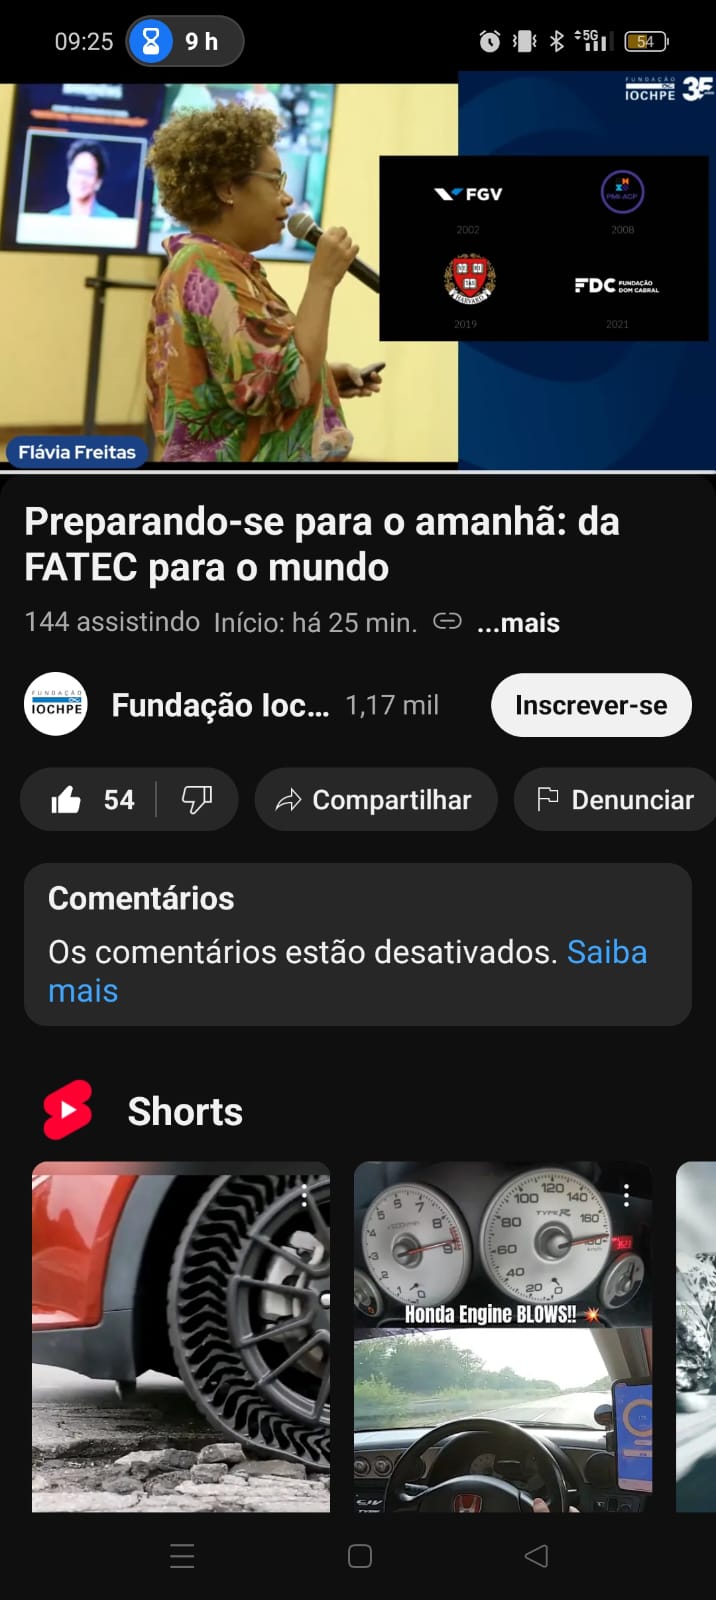 09:25
9 h
5G
54
FUNDAÇÃO
IOCHPE
35
FGV
PMI-ACP
2002
2008
HARVARD
FDC FUNDAÇÃO
DOM CABRAL
2019
2021
Flávia Freitas
Preparando-se para o amanhã: da
FATEC para o mundo
144 assistindo Início: há 25 min. ...mais
FUNDAÇÃO
IOCHPE
Fundação Ioc... 1,17 mil
Inscrever-se
54
Compartilhar
Denunciar
Comentários
Os comentários estão desativados. Saiba
mais
Shorts
TYPE R
Honda Engine BLOWS!! 💥